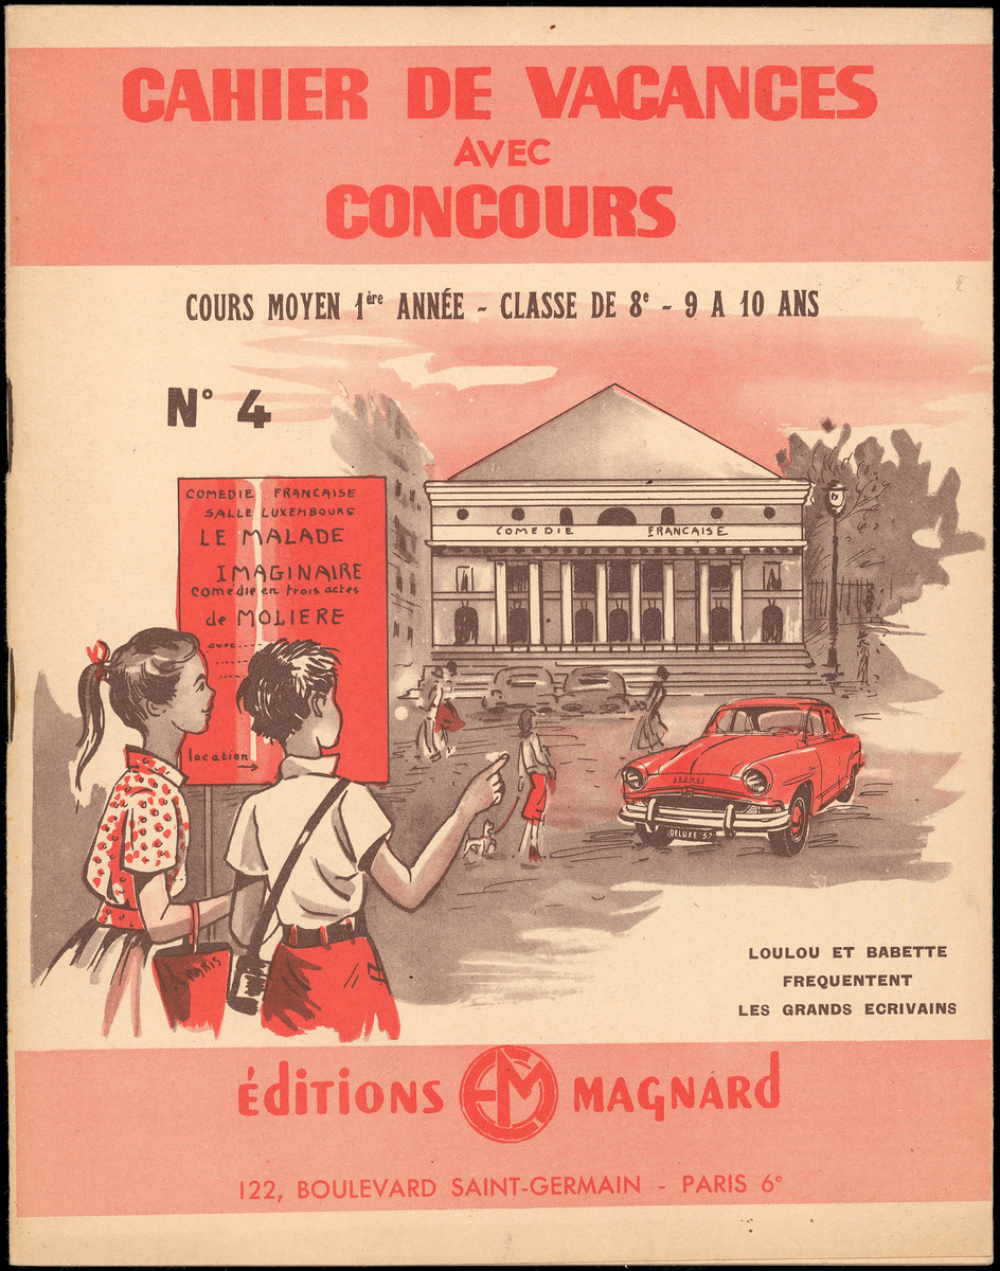 CAHIER DE VACANCES
AVEC
CONCOURS
COURS MOYEN 1ère ANNÉE - CLASSE DE 8e - 9 A 10 ANS
N° 4
COMEDIE FRANCAISE
SALLE LUXEMBOURG
LE MALADE
IMAGINAIRE
comédie en trois actes
de MOLIERE
avec....
location
COMEDIE FRANCAISE
DELUXE 57
PARIS
LOULOU ET BABETTE
FREQUENTENT
LES GRANDS ECRIVAINS
éditions EM MAGNARd
122, BOULEVARD SAINT-GERMAIN - PARIS 6e